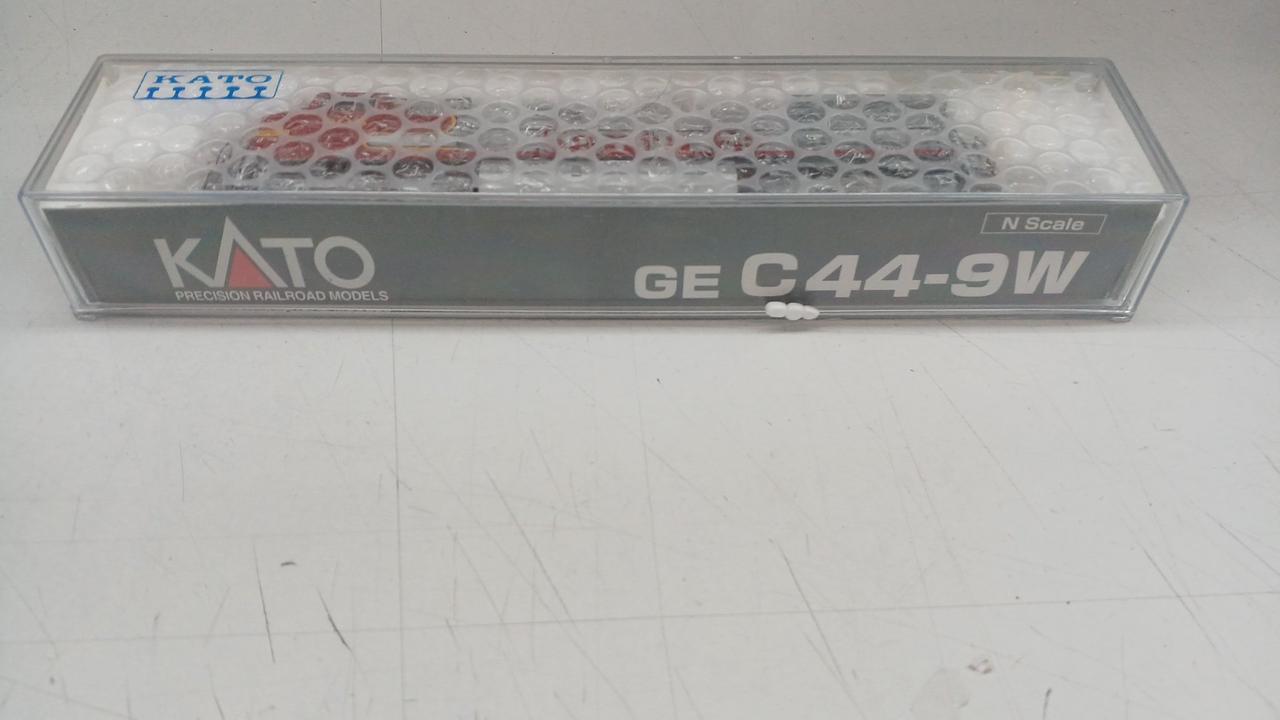 KATO
N Scale
KATO
PRECISION RAILROAD MODELS
GE C44-9W